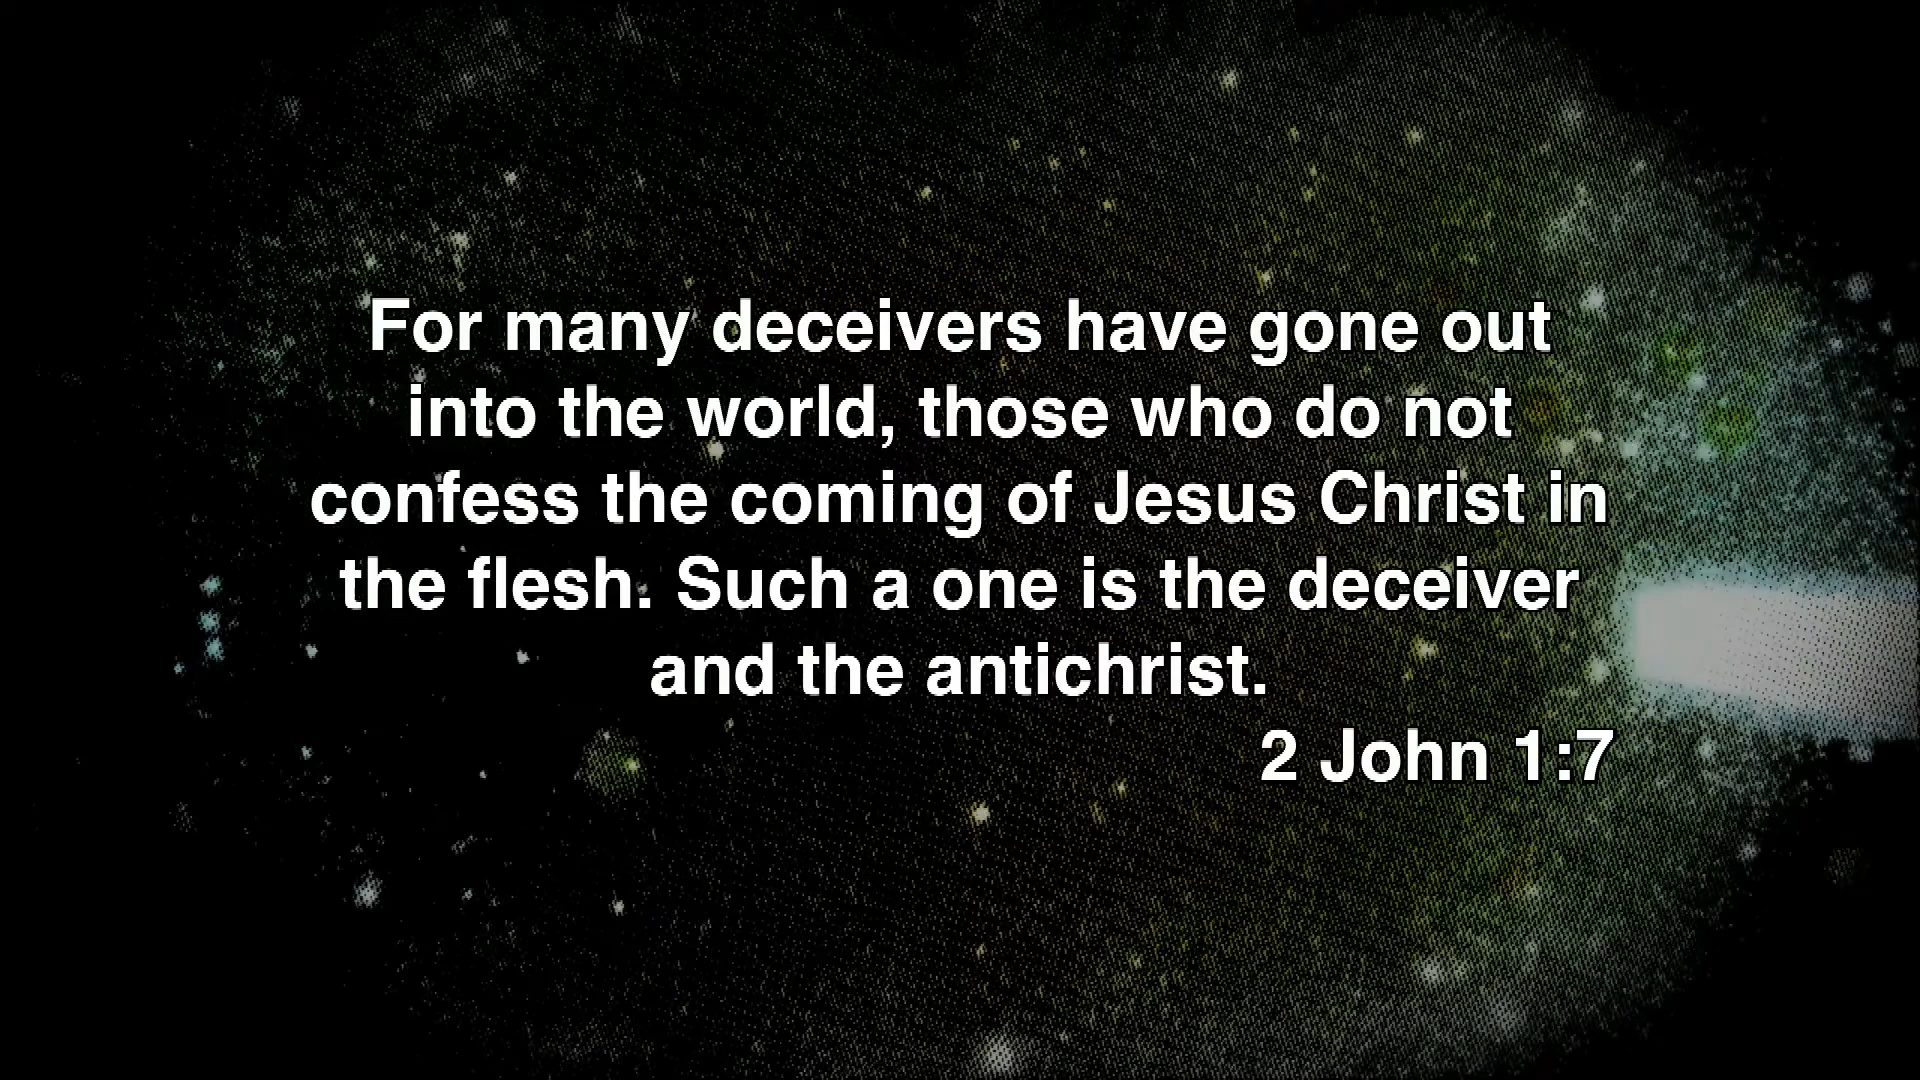 For many deceivers have gone out
into the world, those who do not
confess the coming of Jesus Christ in
the flesh. Such a one is the deceiver
and the antichrist.
2 John 1:7